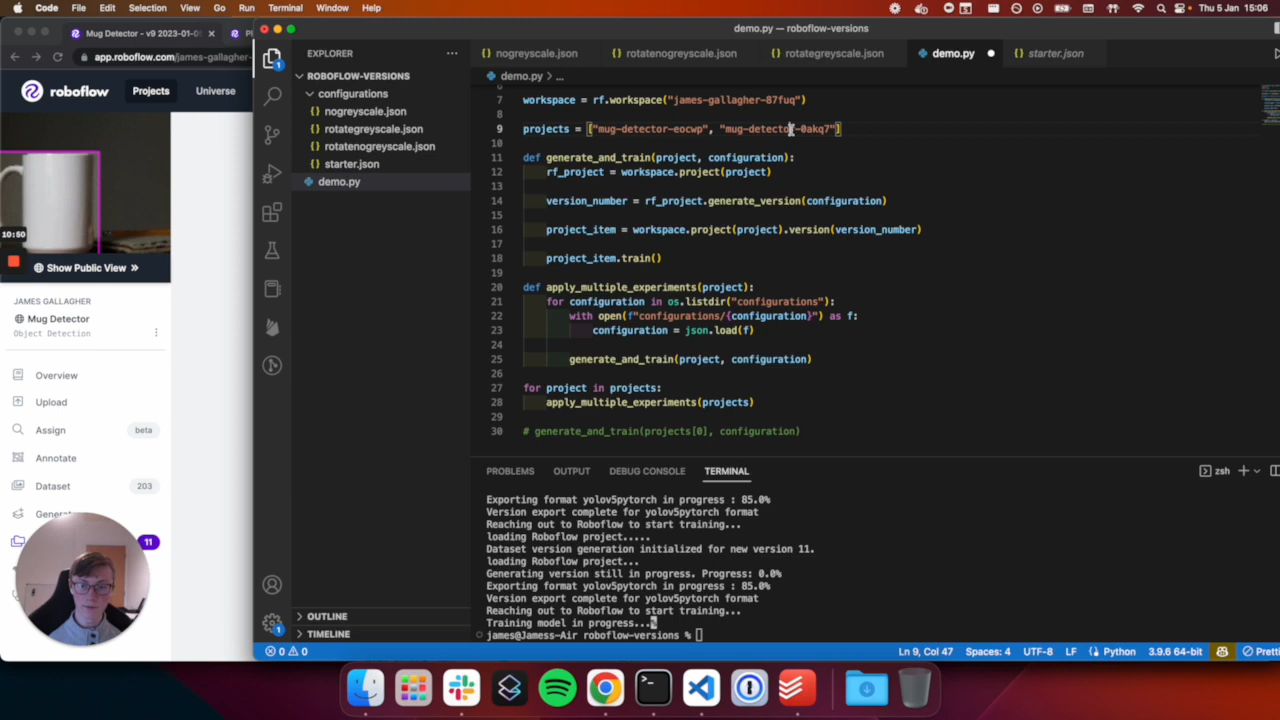 Code File Edit Selection View Go Run Terminal Window Help Thu 5 Jan 15:06
Mug Detector - v9 2023-01-0
app.roboflow.com/james-gallagher-
roboflow Projects Universe
10:50
Show Public View »
JAMES GALLAGHER
Mug Detector
Object Detection
Overview
Upload
Assign beta
Annotate
Dataset 203
Genera
11
demo.py — roboflow-versions
EXPLORER
ROBOFLOW-VERSIONS
configurations
nogreyscale.json
rotategreyscale.json
rotatenogreyscale.json
starter.json
demo.py
OUTLINE
TIMELINE
nogreyscale.json rotatenogreyscale.json rotategreyscale.json demo.py starter.json
demo.py > ...
6
7 workspace = rf.workspace("james-gallagher-87fuq")
8
9 projects = ["mug-detector-eocwp", "mug-detector-0akq7"]
10
11 def generate_and_train(project, configuration):
12 rf_project = workspace.project(project)
13
14 version_number = rf_project.generate_version(configuration)
15
16 project_item = workspace.project(project).version(version_number)
17
18 project_item.train()
19
20 def apply_multiple_experiments(project):
21 for configuration in os.listdir("configurations"):
22 with open(f"configurations/{configuration}") as f:
23 configuration = json.load(f)
24
25 generate_and_train(project, configuration)
26
27 for project in projects:
28 apply_multiple_experiments(projects)
29
30 # generate_and_train(projects[0], configuration)
PROBLEMS OUTPUT DEBUG CONSOLE TERMINAL zsh
Exporting format yolov5pytorch in progress : 85.0%
Version export complete for yolov5pytorch format
Reaching out to Roboflow to start training...
loading Roboflow project.....
Dataset version generation initialized for new version 11.
loading Roboflow project...
Generating version still in progress. Progress: 0.0%
Exporting format yolov5pytorch in progress : 85.0%
Version export complete for yolov5pytorch format
Reaching out to Roboflow to start training...
Training model in progress...%
james@Jamess-Air roboflow-versions %
0 0 Ln 9, Col 47 Spaces: 4 UTF-8 LF Python 3.9.6 64-bit Pretti